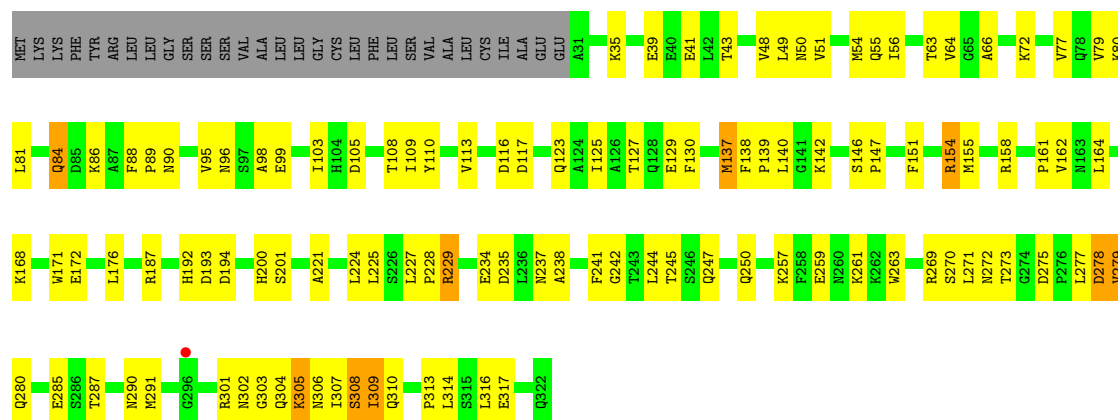 MET LYS LYS PHE TYR ARG LEU LEU GLY SER SER SER VAL ALA LEU LEU GLY CYS LEU PHE LEU SER VAL ALA LEU CYS ILE ALA GLU GLU A31 K35 E39 E40 E41 L42 T43 V48 L49 N50 V51 M54 Q55 I56 T63 V64 G65 A66 K72 V77 Q78 V79
L81 Q84 D85 K86 A87 F88 P89 N90 V95 N96 S97 A98 E99 I103 H104 D105 T108 I109 Y110 V113 D116 D117 Q123 A124 I125 A126 T127 Q128 E129 F130 M137 F138 P139 L140 G141 K142 S146 P147 F151 R154 M155 R158 P161 V162 N163 L164
K168 W171 E172 L176 R187 H192 D193 D194 H200 S201 A221 L224 L225 S226 L227 P228 R229 E234 D235 L236 N237 A238 F241 G242 T243 L244 T245 S246 Q247 Q250 K257 F258 E259 N260 K261 K262 W263 R269 S270 L271 N272 T273 G274 D275 P276 L277 D278
Q280 E285 S286 T287 N290 M291 G296 R301 N302 G303 Q304 K305 N306 I307 S308 I309 Q310 P313 L314 S315 L316 E317 Q322